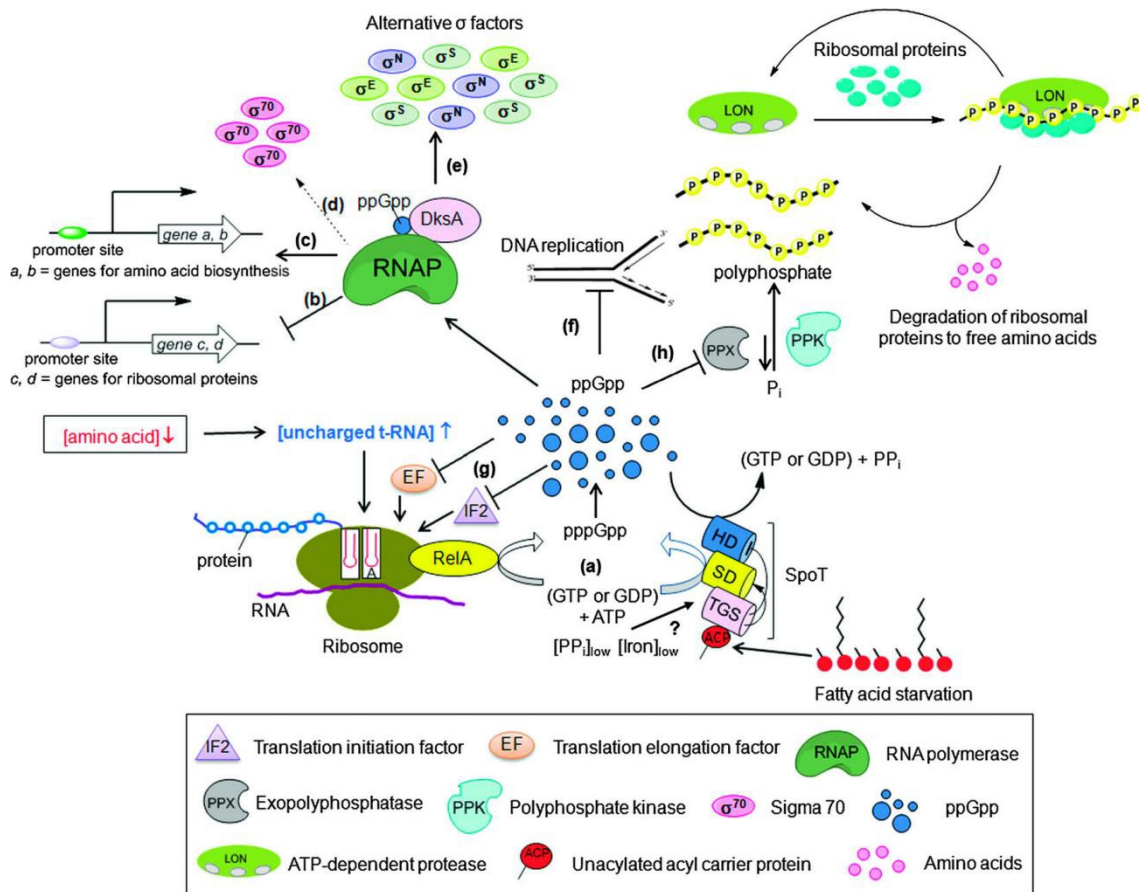 Alternative σ factors
σN σS σE
σE σE σN σS
σS σN σS
σ70
σ70 σ70
σ70 σ70
(e)
(d)
ppGpp
DksA
RNAP
(c)
gene a, b
promoter site
a, b = genes for amino acid biosynthesis
(b)
gene c, d
promoter site
c, d = genes for ribosomal proteins
Ribosomal proteins
LON
LON
P P P P P P P P P
P P P P P P
P P P P P P
polyphosphate
Degradation of ribosomal
proteins to free amino acids
DNA replication
5'
3'
3'
5'
(f)
(h)
PPX
PPK
Pi
ppGpp
[amino acid]↓
[uncharged t-RNA] ↑
EF
(g)
IF2
(GTP or GDP) + PPi
pppGpp
protein
A
RelA
RNA
Ribosome
(a)
(GTP or GDP)
+ ATP
[PPi]low [Iron]low
?
HD
SD
TGS
ACP
SpoT
Fatty acid starvation
IF2 Translation initiation factor
EF Translation elongation factor
RNAP RNA polymerase
PPX Exopolyphosphatase
PPK Polyphosphate kinase
σ70 Sigma 70
ppGpp
LON ATP-dependent protease
ACP Unacylated acyl carrier protein
Amino acids